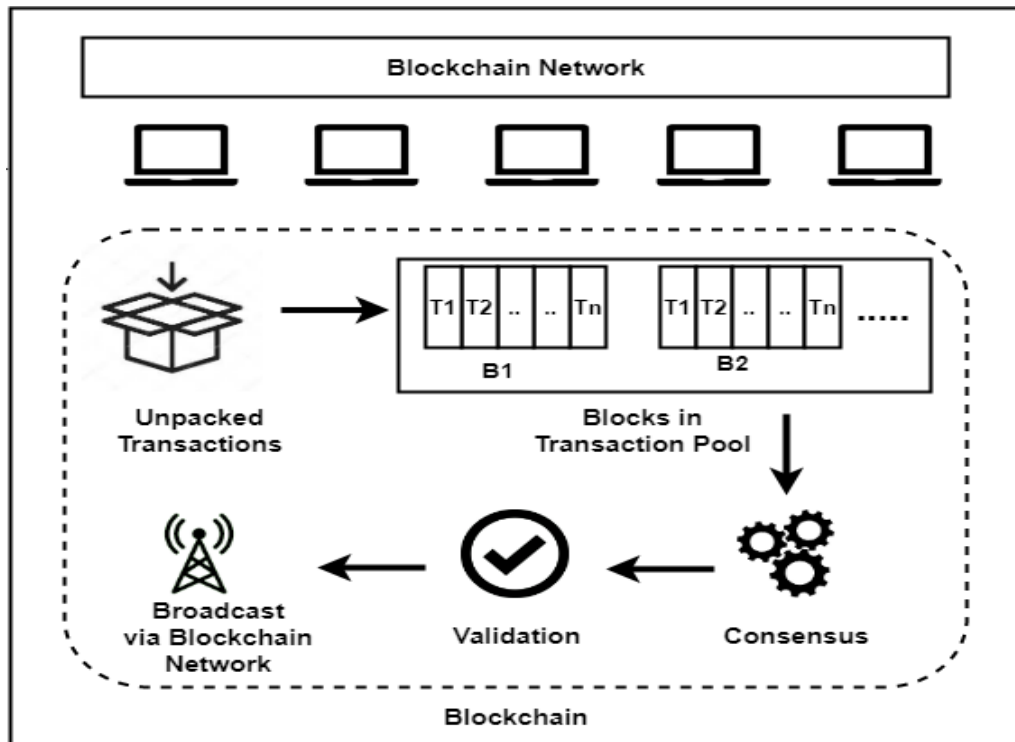 Blockchain Network
T1 T2 .. .. Tn
T1 T2 .. .. Tn .....
B1
B2
Unpacked
Transactions
Blocks in
Transaction Pool
Broadcast
via Blockchain
Network
Validation
Consensus
Blockchain